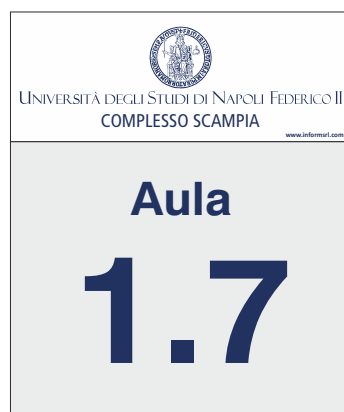 UNIVERSITÀ DEGLI STUDI DI NAPOLI FEDERICO II
COMPLESSO SCAMPIA
www.informsrl.com
Aula
1.7